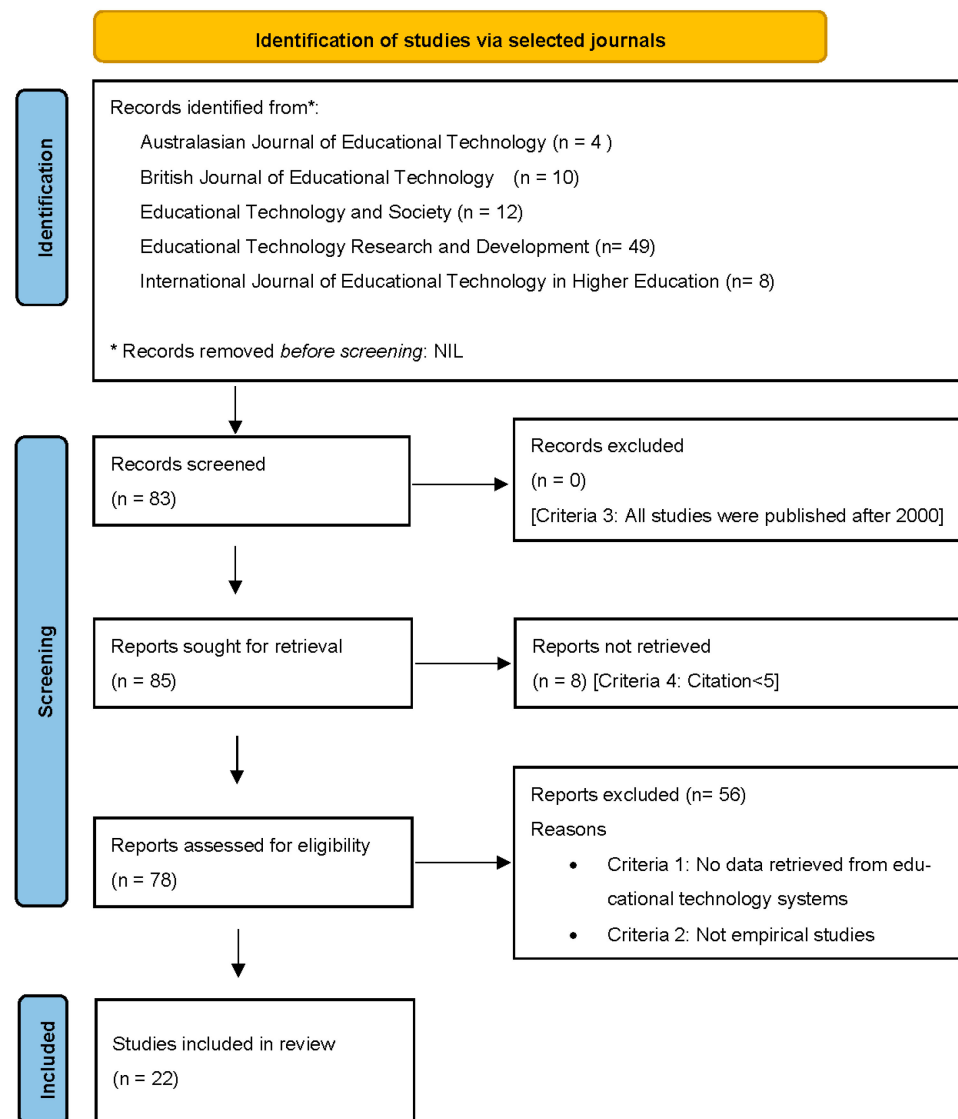 Identification of studies via selected journals
Identification
Records identified from*:
Australasian Journal of Educational Technology (n = 4 )
British Journal of Educational Technology (n = 10)
Educational Technology and Society (n = 12)
Educational Technology Research and Development (n= 49)
International Journal of Educational Technology in Higher Education (n= 8)
* Records removed before screening: NIL
Screening
Records screened
(n = 83)
Records excluded
(n = 0)
[Criteria 3: All studies were published after 2000]
Reports sought for retrieval
(n = 85)
Reports not retrieved
(n = 8) [Criteria 4: Citation<5]
Reports assessed for eligibility
(n = 78)
Reports excluded (n= 56)
Reasons
• Criteria 1: No data retrieved from edu-
cational technology systems
• Criteria 2: Not empirical studies
Included
Studies included in review
(n = 22)